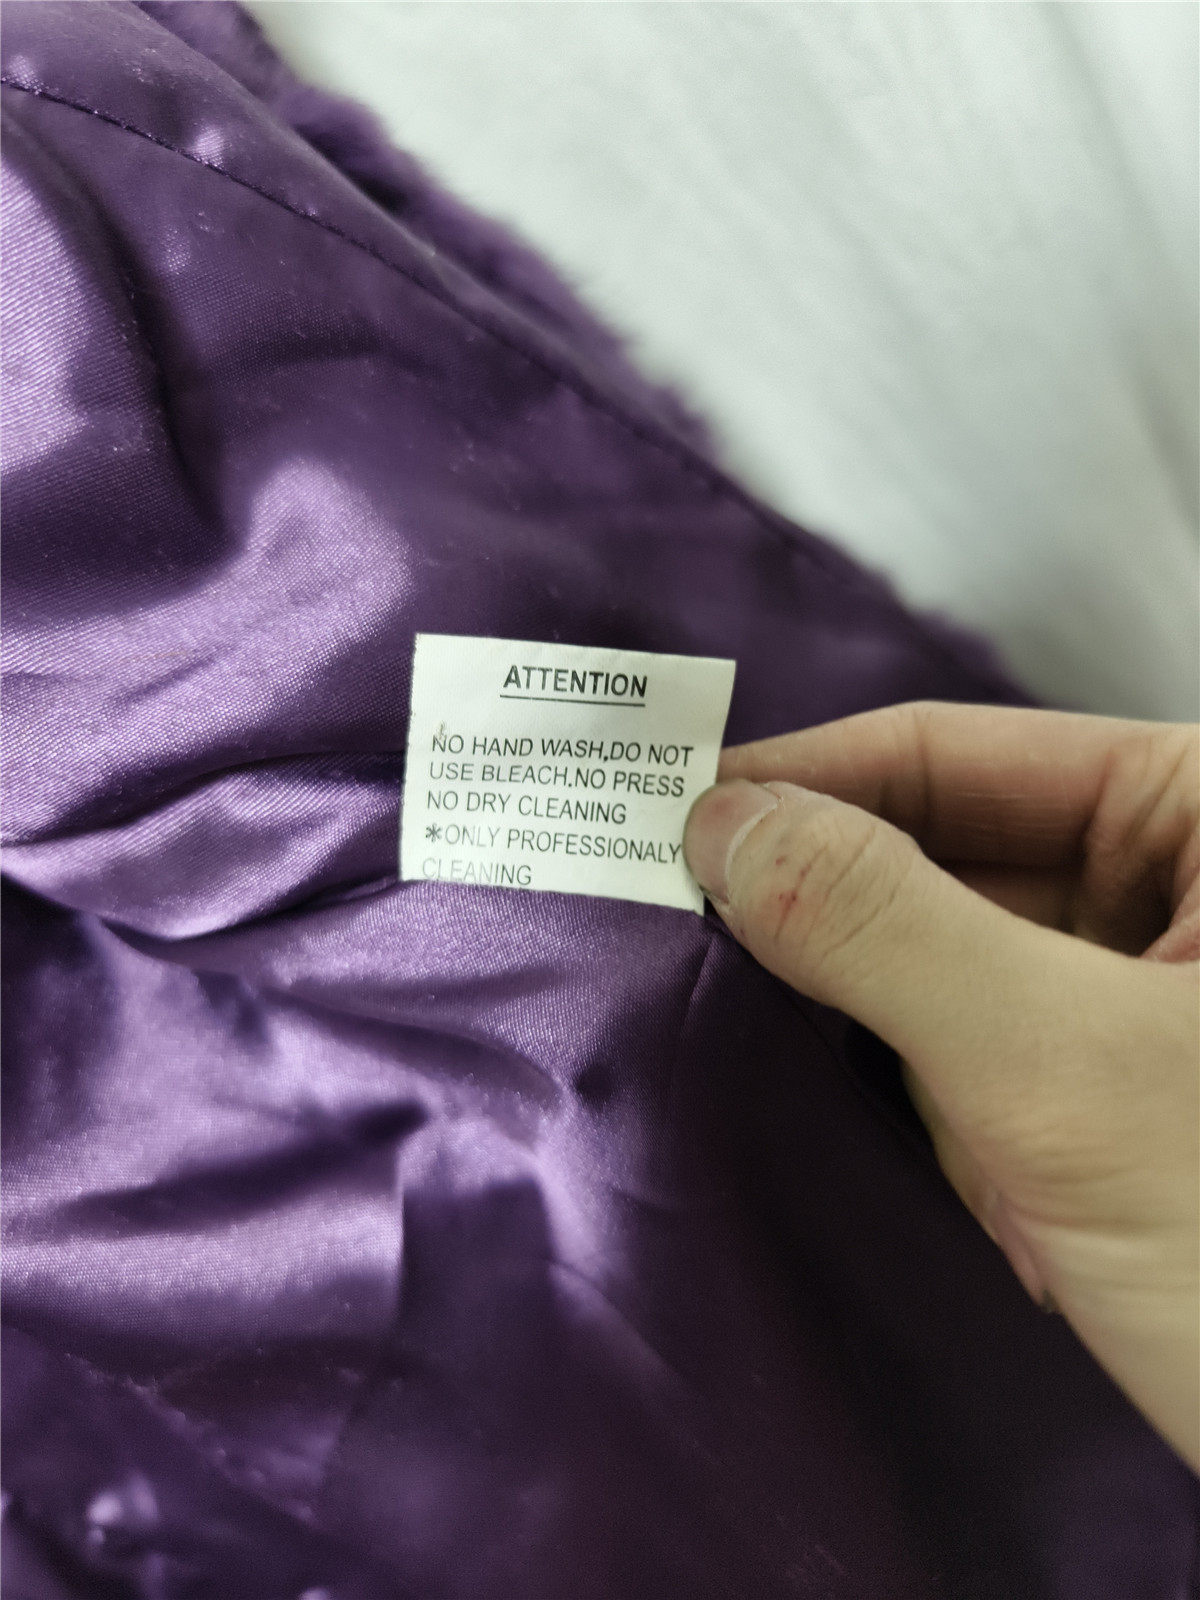 ATTENTION
NO HAND WASH,DO NOT
USE BLEACH.NO PRESS
NO DRY CLEANING
*ONLY PROFESSIONALY
CLEANING